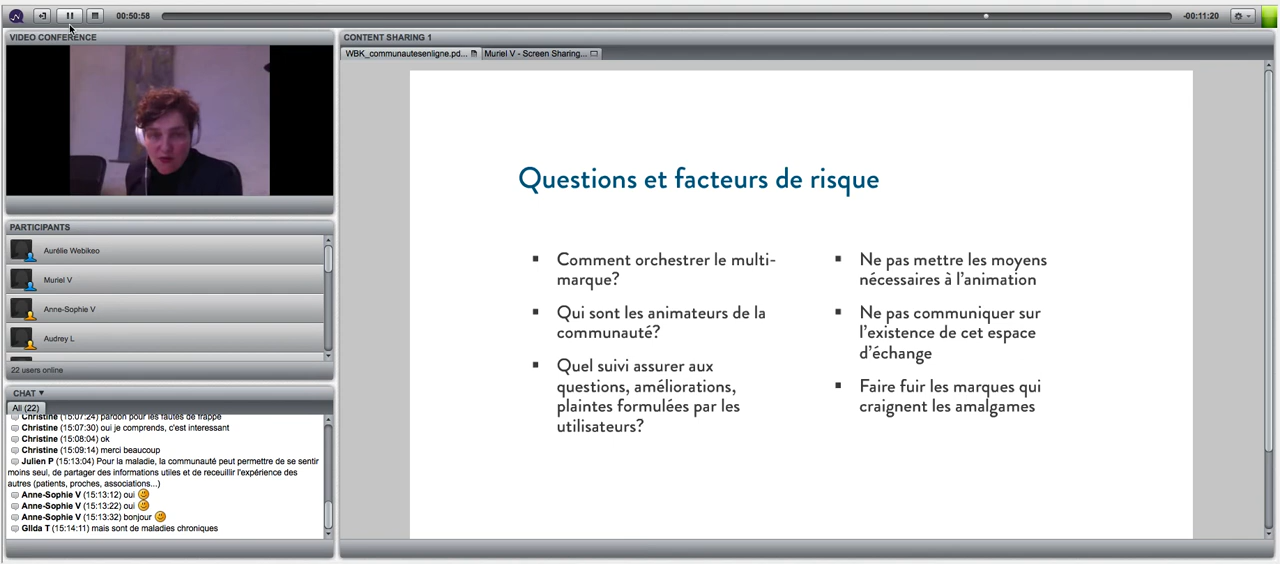 00:50:58
-00:11:20
VIDEO CONFERENCE
PARTICIPANTS
Aurélie Webikeo
Muriel V
Anne-Sophie V
Audrey L
22 users online
CHAT
All (22)
Christine (15:07:24) pardon pour les fautes de frappe
Christine (15:07:30) oui je comprends, c'est interessant
Christine (15:08:04) ok
Christine (15:09:14) merci beaucoup
Julien P (15:13:04) Pour la maladie, la communauté peut permettre de se sentir
moins seul, de partager des informations utiles et de receuillir l'expérience des
autres (patients, proches, associations...)
Anne-Sophie V (15:13:12) oui
Anne-Sophie V (15:13:22) oui
Anne-Sophie V (15:13:32) bonjour
Gilda T (15:14:11) mais sont de maladies chroniques
CONTENT SHARING 1
WBK_communautesenligne.pd...
Muriel V - Screen Sharing...
Questions et facteurs de risque
Comment orchestrer le multi-
marque?
Qui sont les animateurs de la
communauté?
Quel suivi assurer aux
questions, améliorations,
plaintes formulées par les
utilisateurs?
Ne pas mettre les moyens
nécessaires à l'animation
Ne pas communiquer sur
l'existence de cet espace
d'échange
Faire fuir les marques qui
craignent les amalgames